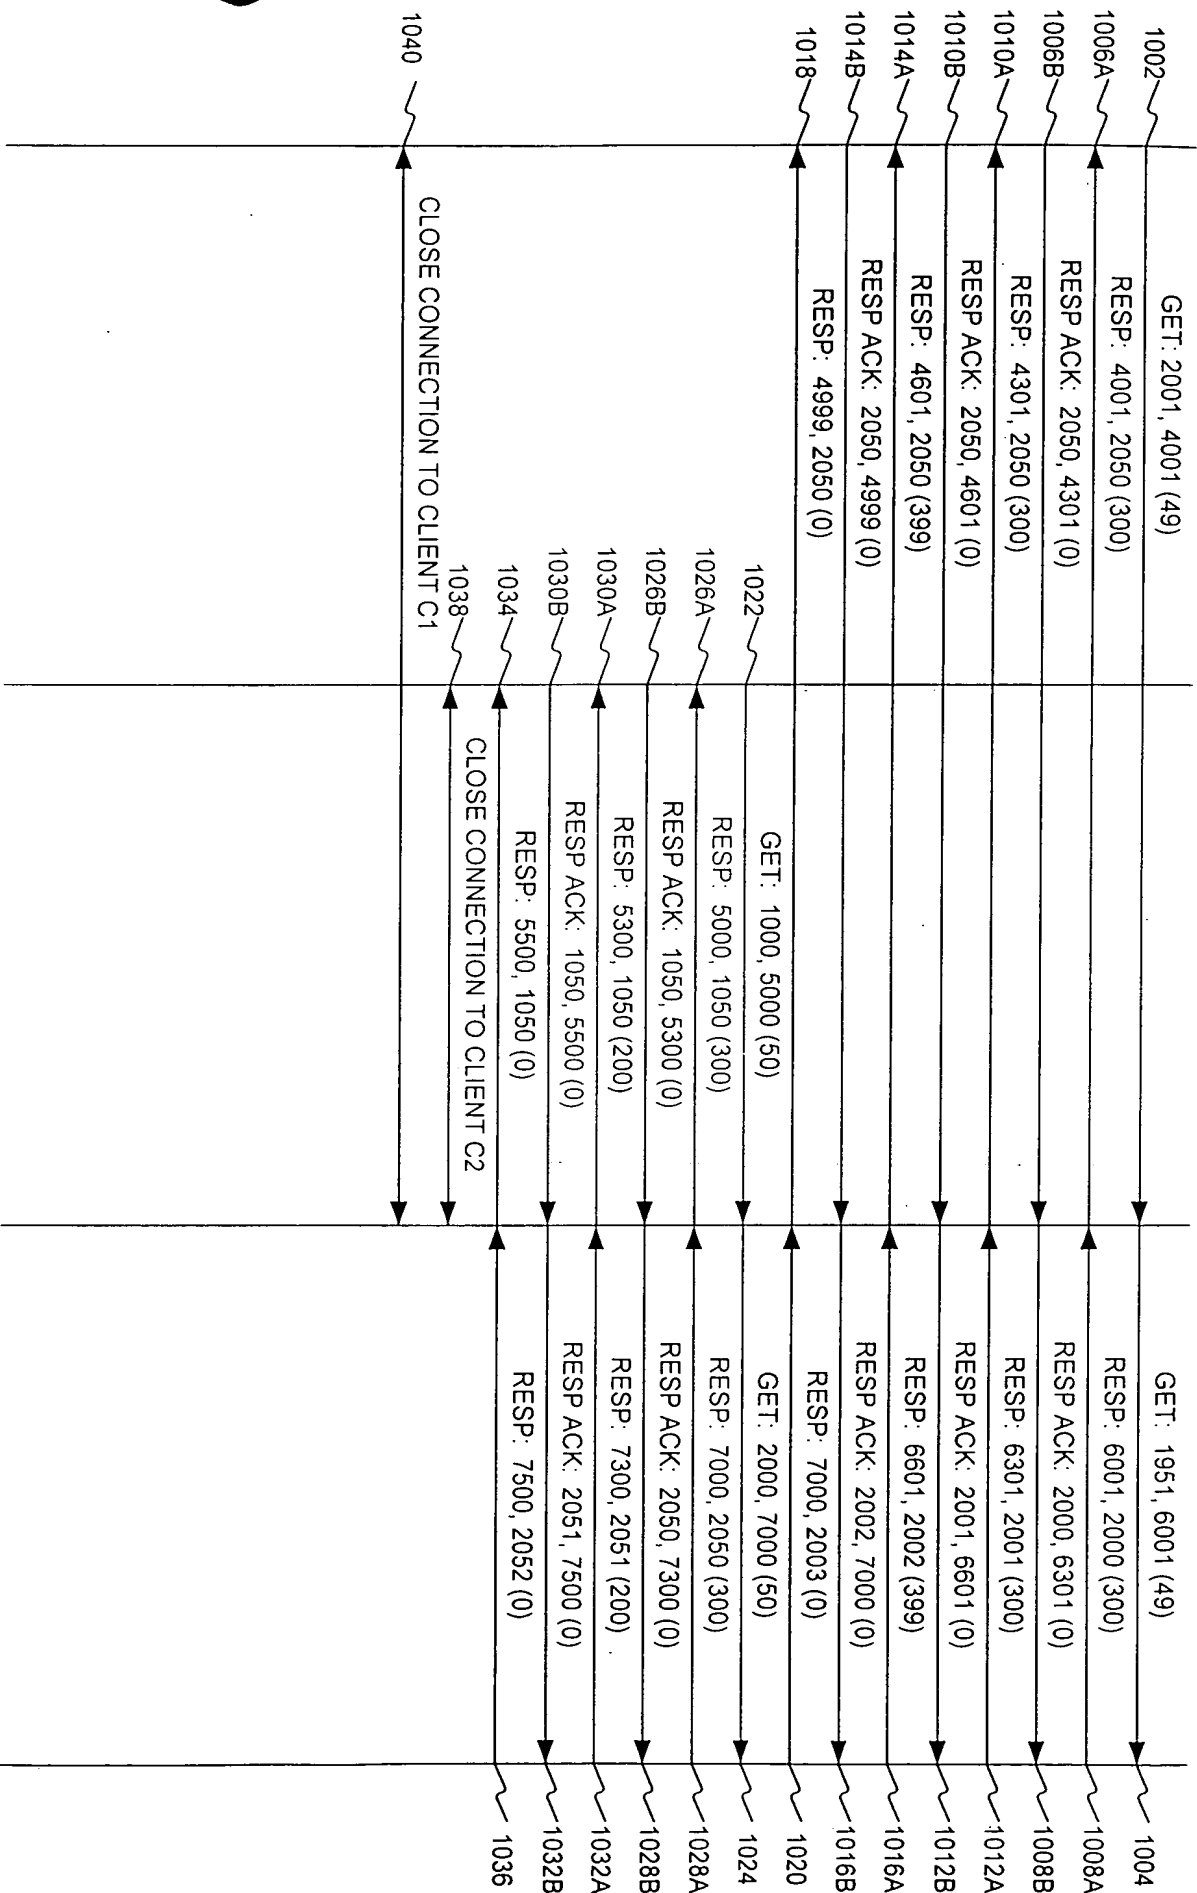 1002
GET: 2001, 4001 (49)
GET: 1951, 6001 (49)
1004
1006A
RESP: 4001, 2050 (300)
RESP: 6001, 2000 (300)
1008A
1006B
RESP ACK: 2050, 4301 (0)
RESP ACK: 2000, 6301 (0)
1008B
1010A
RESP: 4301, 2050 (300)
RESP: 6301, 2001 (300)
1012A
1010B
RESP ACK: 2050, 4601 (0)
RESP ACK: 2001, 6601 (0)
1012B
1014A
RESP: 4601, 2050 (399)
RESP: 6601, 2002 (399)
1016A
1014B
RESP ACK: 2050, 4999 (0)
RESP ACK: 2002, 7000 (0)
1016B
1018
RESP: 4999, 2050 (0)
RESP: 7000, 2003 (0)
1020
1022
GET: 1000, 5000 (50)
GET: 2000, 7000 (50)
1024
1026A
RESP: 5000, 1050 (300)
RESP: 7000, 2050 (300)
1028A
1026B
RESP ACK: 1050, 5300 (0)
RESP ACK: 2050, 7300 (0)
1028B
1030A
RESP: 5300, 1050 (200)
RESP: 7300, 2051 (200)
1032A
1030B
RESP ACK: 1050, 5500 (0)
RESP ACK: 2051, 7500 (0)
1032B
1034
RESP: 5500, 1050 (0)
RESP: 7500, 2052 (0)
1036
1038
CLOSE CONNECTION TO CLIENT C2
1040
CLOSE CONNECTION TO CLIENT C1